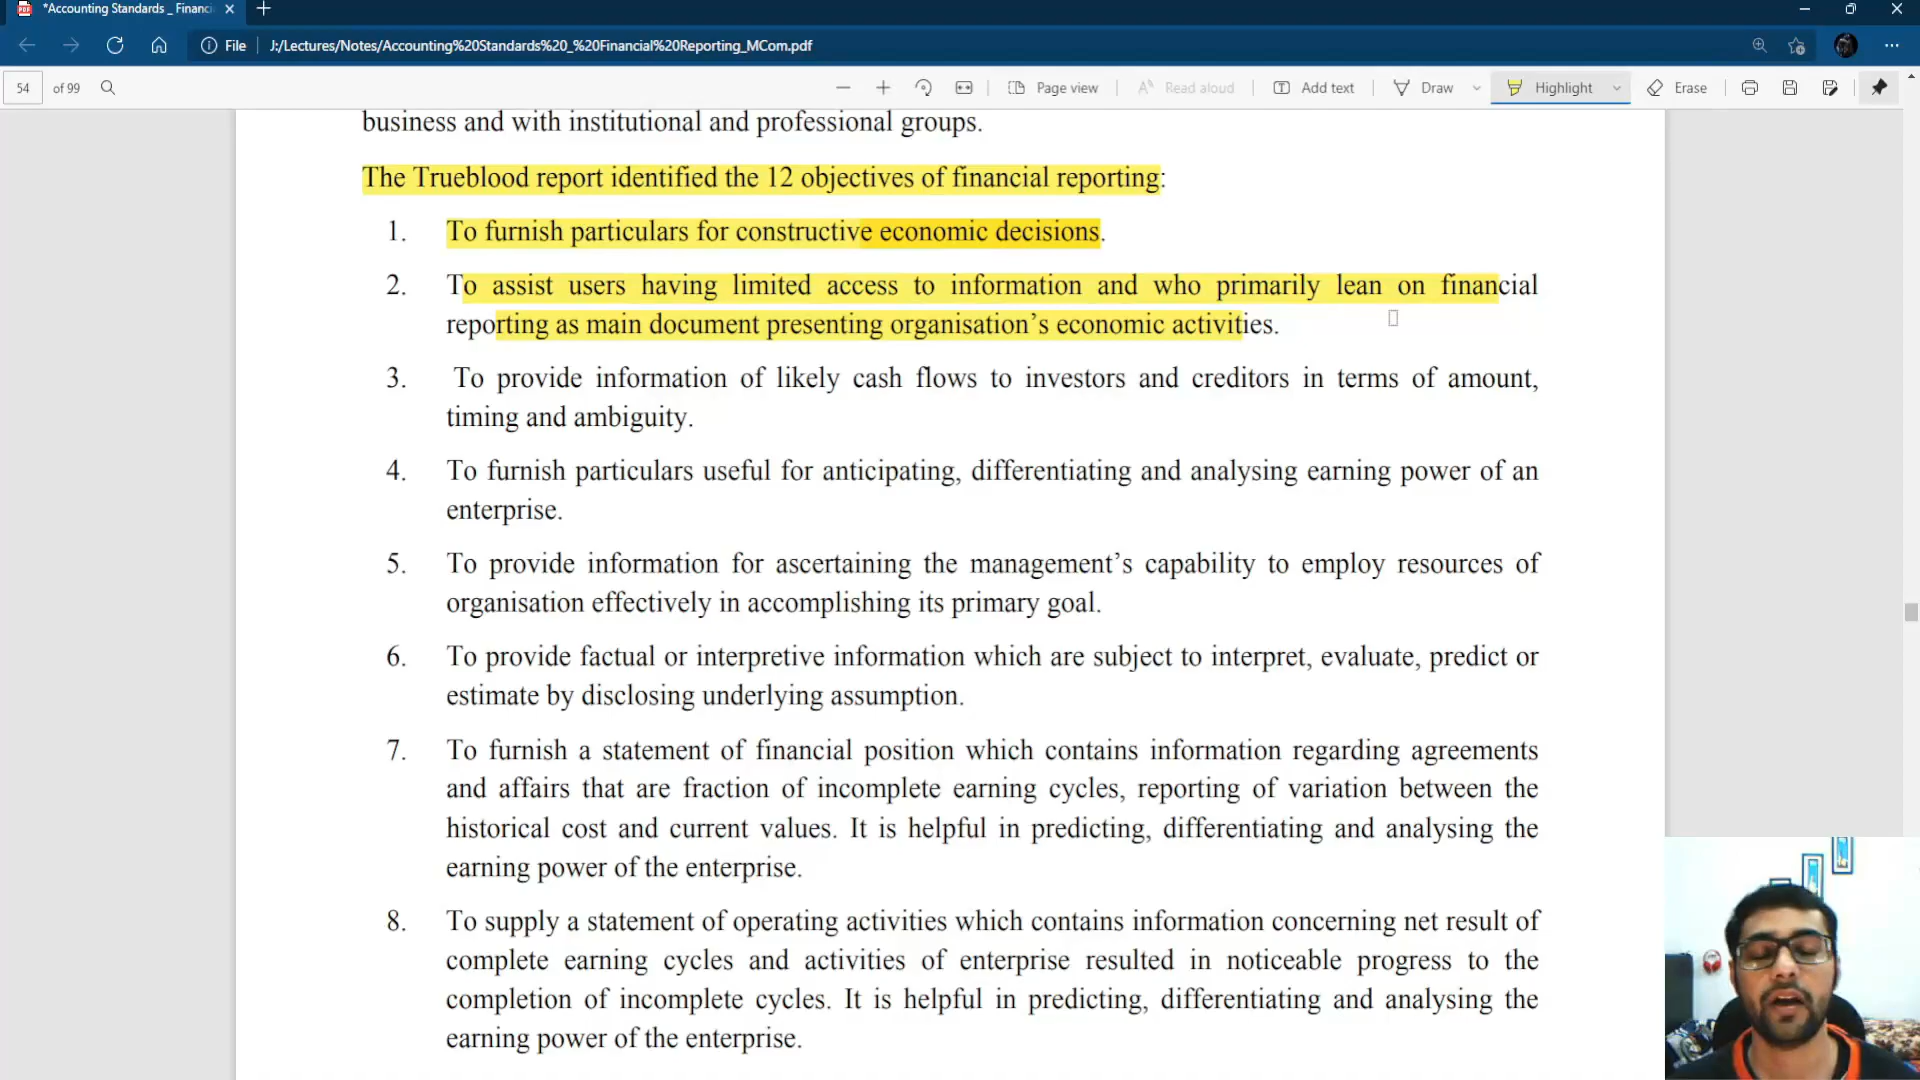 *Accounting Standards _ Financi
File
J:/Lectures/Notes/Accounting%20Standards%20_%20Financial%20Reporting_MCom.pdf
54 of 99
Page view
Read aloud
Add text
Draw
Highlight
Erase
business and with institutional and professional groups.
The Trueblood report identified the 12 objectives of financial reporting:
1. To furnish particulars for constructive economic decisions.
2. To assist users having limited access to information and who primarily lean on financial
reporting as main document presenting organisation’s economic activities.
3. To provide information of likely cash flows to investors and creditors in terms of amount,
timing and ambiguity.
4. To furnish particulars useful for anticipating, differentiating and analysing earning power of an
enterprise.
5. To provide information for ascertaining the management’s capability to employ resources of
organisation effectively in accomplishing its primary goal.
6. To provide factual or interpretive information which are subject to interpret, evaluate, predict or
estimate by disclosing underlying assumption.
7. To furnish a statement of financial position which contains information regarding agreements
and affairs that are fraction of incomplete earning cycles, reporting of variation between the
historical cost and current values. It is helpful in predicting, differentiating and analysing the
earning power of the enterprise.
8. To supply a statement of operating activities which contains information concerning net result of
complete earning cycles and activities of enterprise resulted in noticeable progress to the
completion of incomplete cycles. It is helpful in predicting, differentiating and analysing the
earning power of the enterprise.